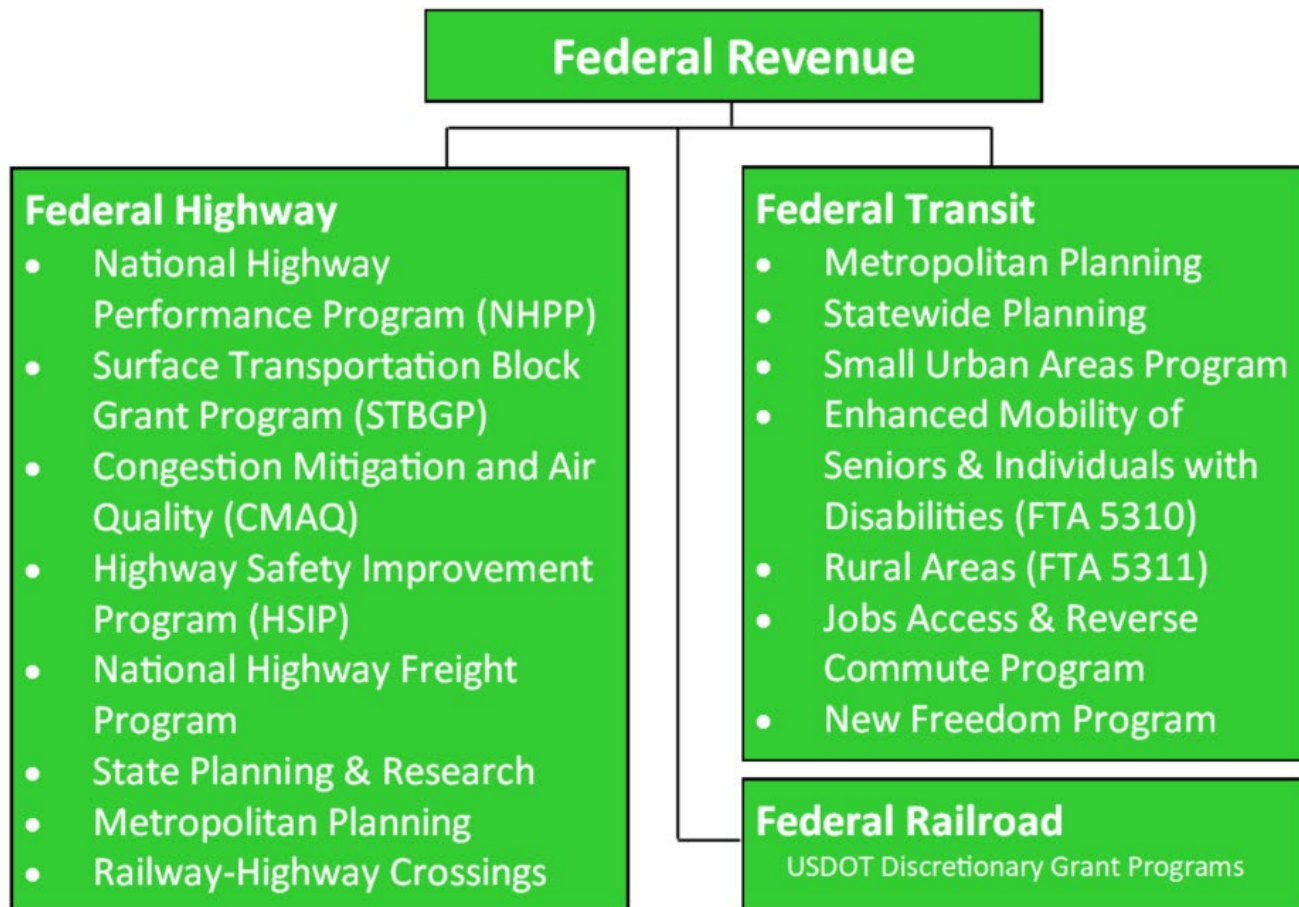 Federal Revenue
Federal Highway
• National Highway
Performance Program (NHPP)
• Surface Transportation Block
Grant Program (STBGP)
• Congestion Mitigation and Air
Quality (CMAQ)
• Highway Safety Improvement
Program (HSIP)
• National Highway Freight
Program
• State Planning & Research
• Metropolitan Planning
• Railway-Highway Crossings
Federal Transit
• Metropolitan Planning
• Statewide Planning
• Small Urban Areas Program
• Enhanced Mobility of
Seniors & Individuals with
Disabilities (FTA 5310)
• Rural Areas (FTA 5311)
• Jobs Access & Reverse
Commute Program
• New Freedom Program
Federal Railroad
USDOT Discretionary Grant Programs